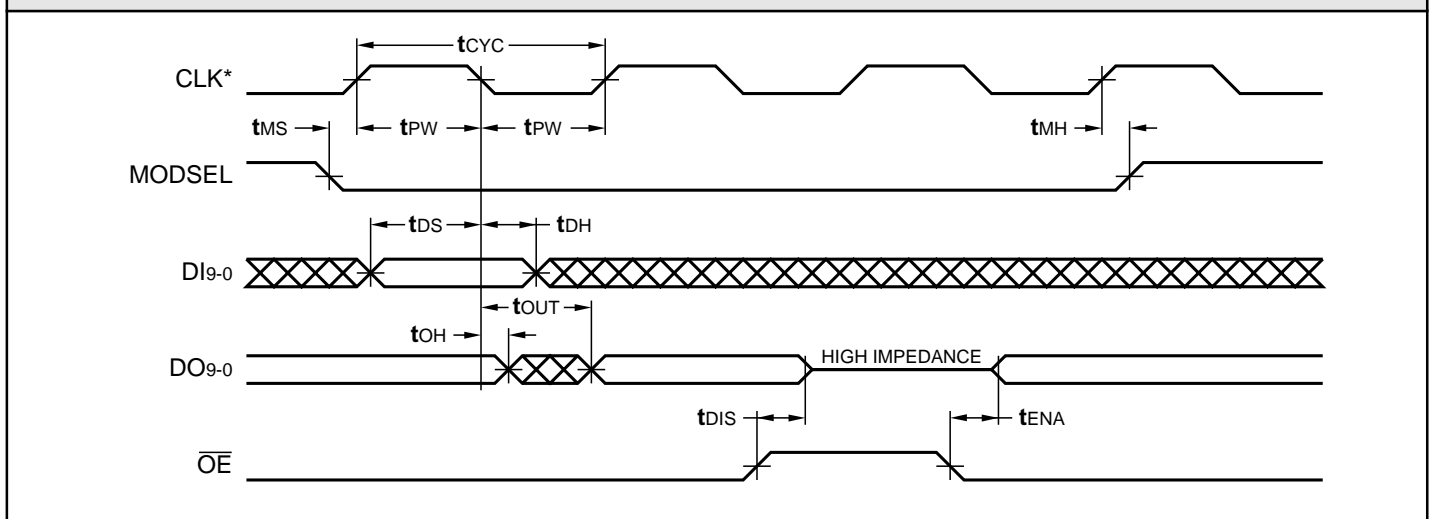 tCYC
CLK*
tMS
tPW
tPW
tMH
MODSEL
tDS
tDH
DI9-0
tOUT
tOH
DO9-0
HIGH IMPEDANCE
tDIS
tENA
OE